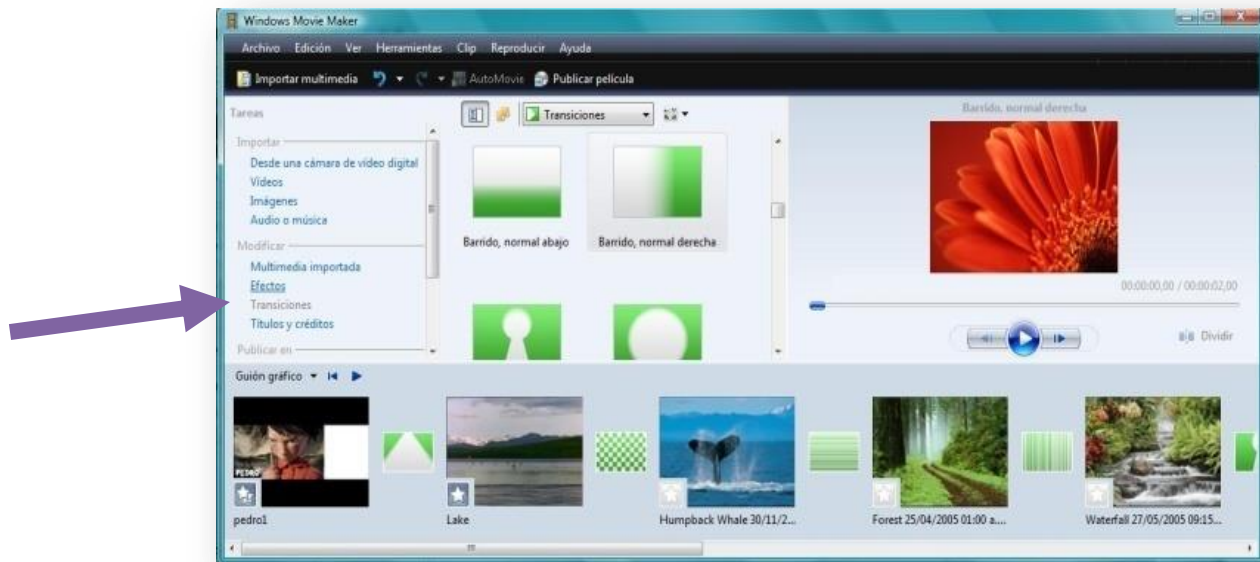 Windows Movie Maker
Archivo Edición Ver Herramientas Clip Reproducir Ayuda
Importar multimedia AutoMovie Publicar película
Tareas
Importar
Desde una cámara de vídeo digital
Vídeos
Imágenes
Audio o música
Modificar
Multimedia importada
Efectos
Transiciones
Títulos y créditos
Publicar en
Transiciones
Barrido, normal abajo Barrido, normal derecha
Barrido, normal derecha
00:00:00,00 / 00:00:02,00
Dividir
Guión gráfico
PEDRO
pedro1 Lake Humpback Whale 30/11/2... Forest 25/04/2005 01:00 a.... Waterfall 27/05/2005 09:15...